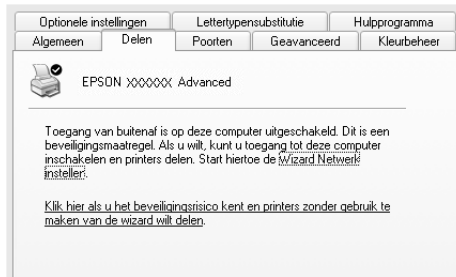 Optionele instellingen Lettertypensubstitutie Hulpprogramma
Algemeen Delen Poorten Geavanceerd Kleurbeheer
EPSON XXXXXX Advanced
Toegang van buitenaf is op deze computer uitgeschakeld. Dit is een
beveiligingsmaatregel. Als u wilt, kunt u toegang tot deze computer
inschakelen en printers delen. Start hiertoe de Wizard Netwerk
instellen.
Klik hier als u het beveiligingsrisico kent en printers zonder gebruik te
maken van de wizard wilt delen.